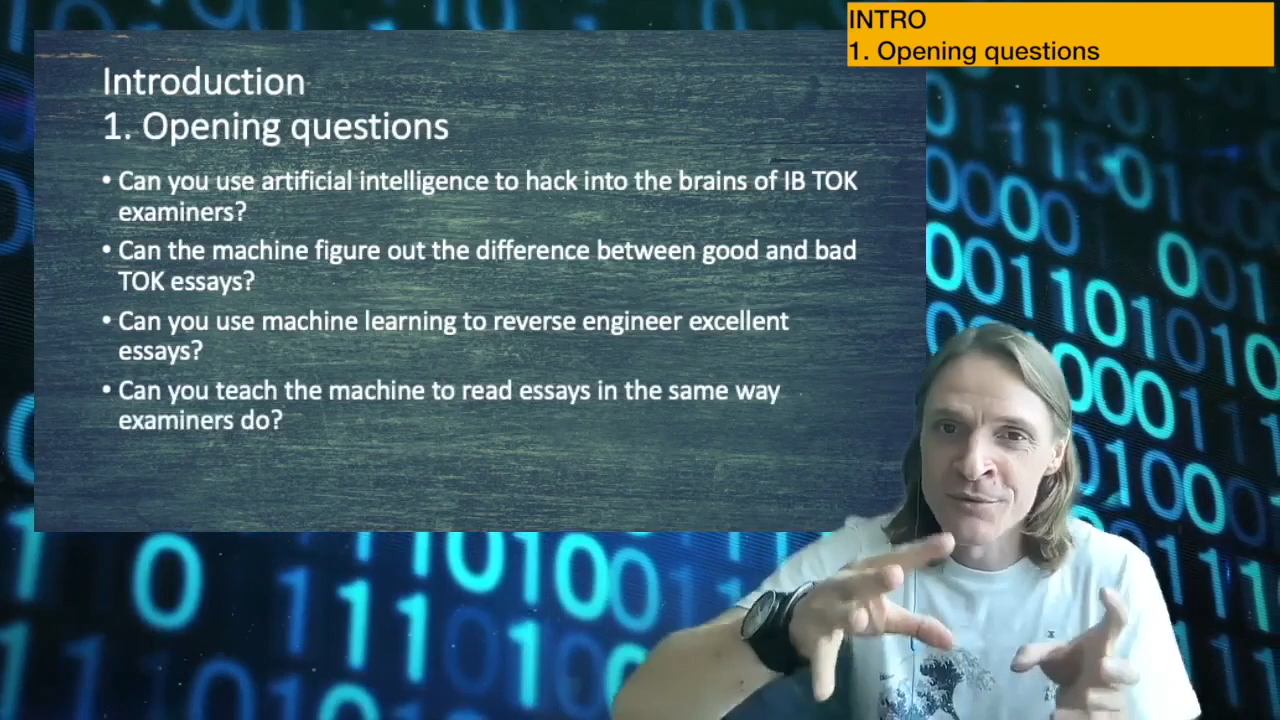 INTRO
1. Opening questions
Introduction
1. Opening questions
• Can you use artificial intelligence to hack into the brains of IB TOK
examiners?
• Can the machine figure out the difference between good and bad
TOK essays?
• Can you use machine learning to reverse engineer excellent
essays?
• Can you teach the machine to read essays in the same way
examiners do?